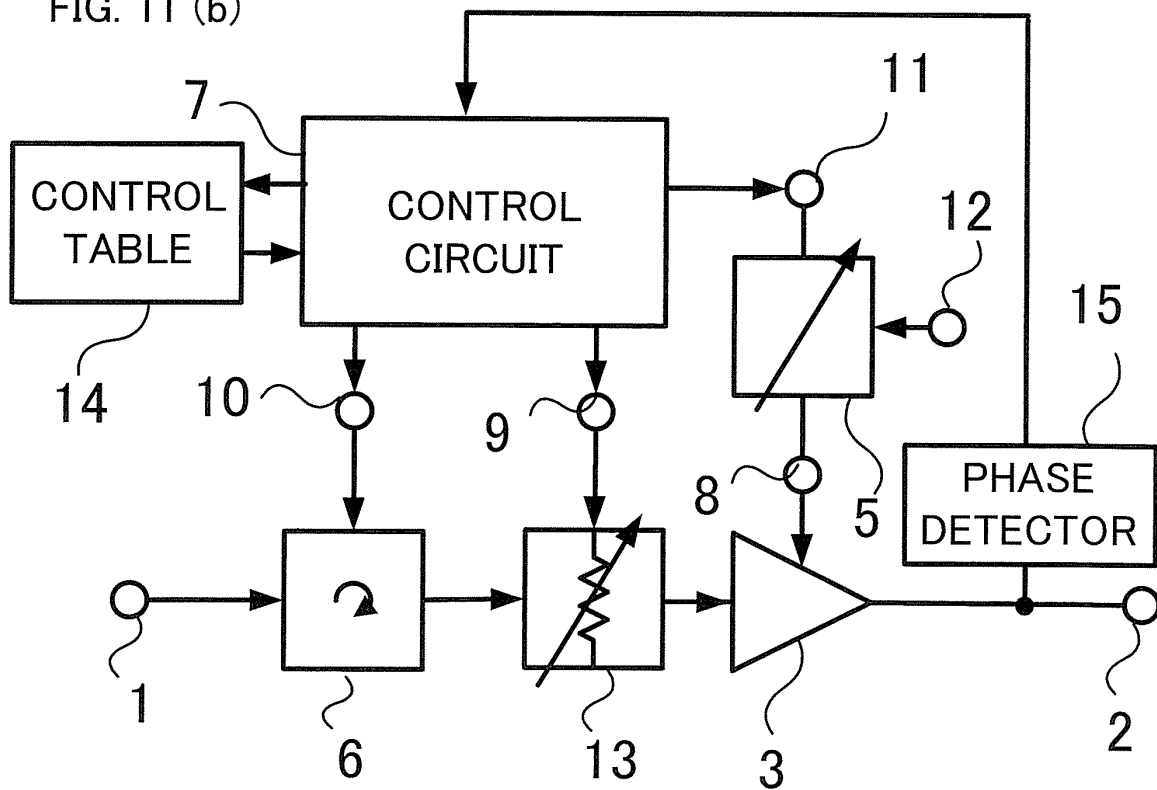 FIG. 11 (b)
7
11
CONTROL
TABLE
CONTROL
CIRCUIT
12
15
14
10
9
8
5
PHASE
DETECTOR
1
6
13
3
2